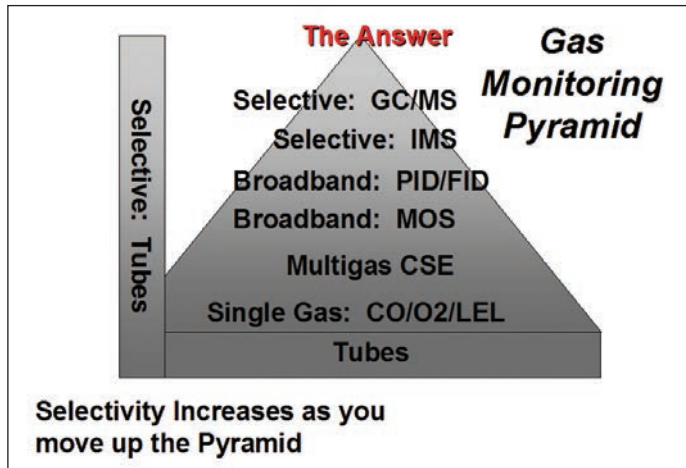 The Answer
Gas
Monitoring
Pyramid
Selective: GC/MS
Selective: IMS
Broadband: PID/FID
Broadband: MOS
Multigas CSE
Single Gas: CO/O2/LEL
Tubes
Selective: Tubes
Selectivity Increases as you
move up the Pyramid